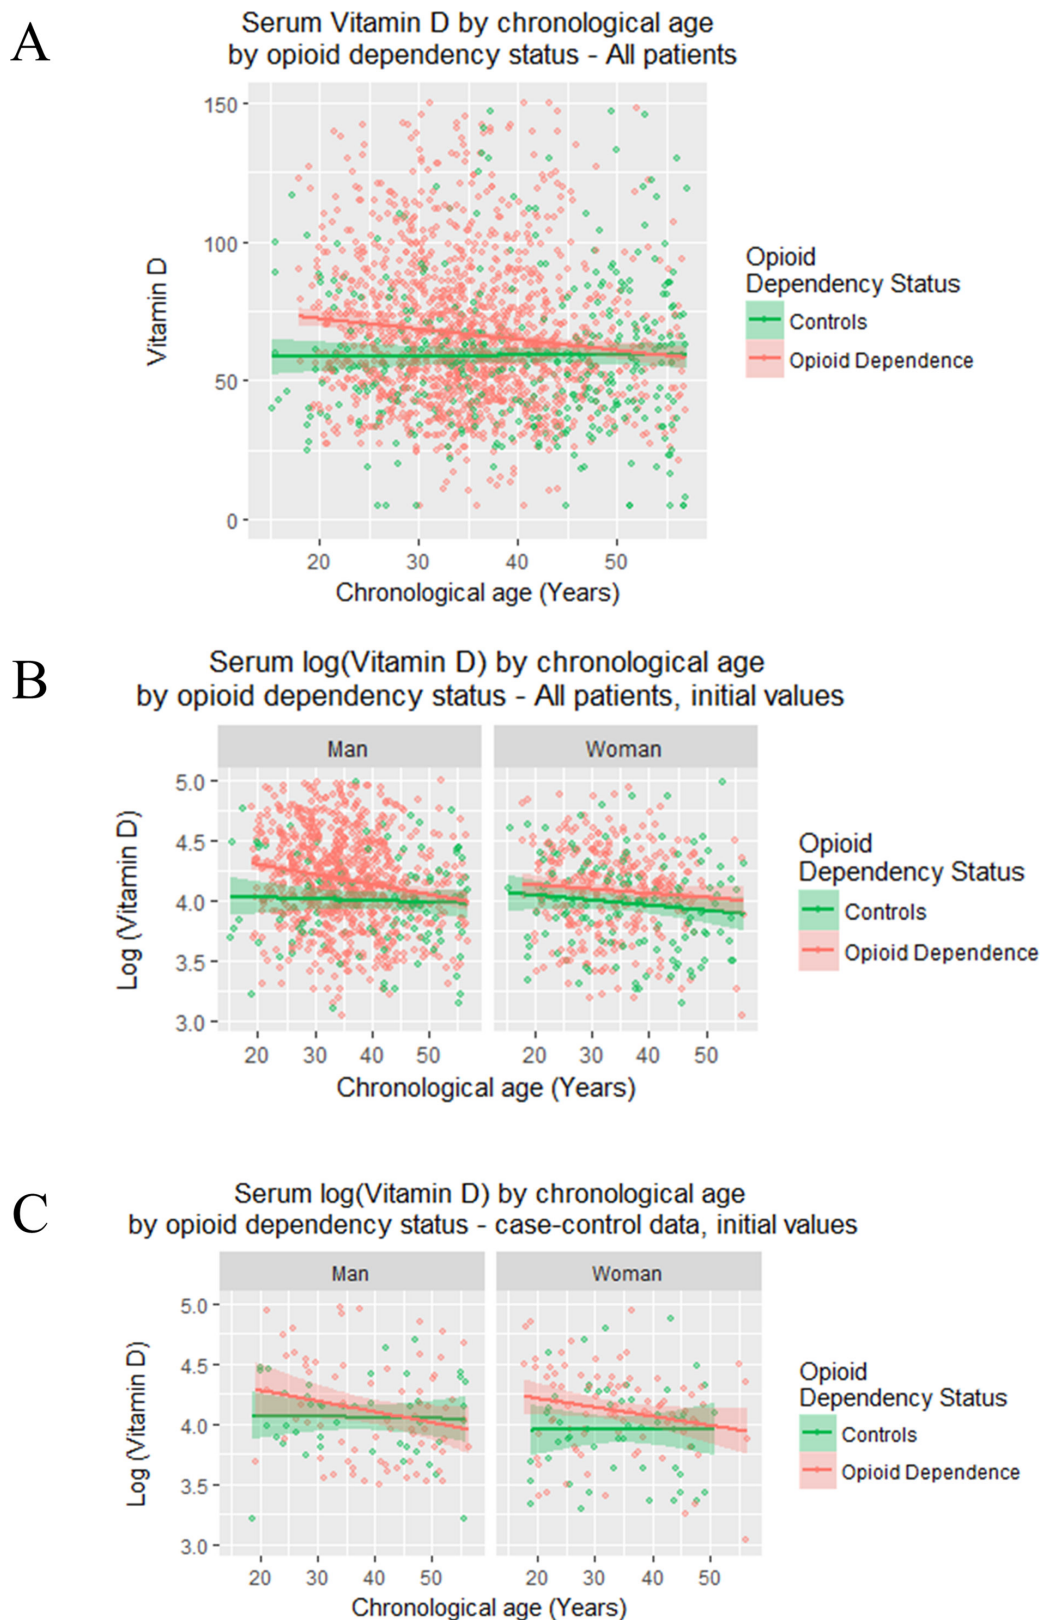 A
Serum Vitamin D by chronological age
by opioid dependency status - All patients
150
100
50
0
Vitamin D
20 30 40 50
Chronological age (Years)
Opioid
Dependency Status
Controls
Opioid Dependence
B
Serum log(Vitamin D) by chronological age
by opioid dependency status - All patients, initial values
Man Woman
5.0
4.5
4.0
3.5
3.0
Log (Vitamin D)
20 30 40 50 20 30 40 50
Chronological age (Years)
Opioid
Dependency Status
Controls
Opioid Dependence
C
Serum log(Vitamin D) by chronological age
by opioid dependency status - case-control data, initial values
Man Woman
5.0
4.5
4.0
3.5
3.0
Log (Vitamin D)
20 30 40 50 20 30 40 50
Chronological age (Years)
Opioid
Dependency Status
Controls
Opioid Dependence